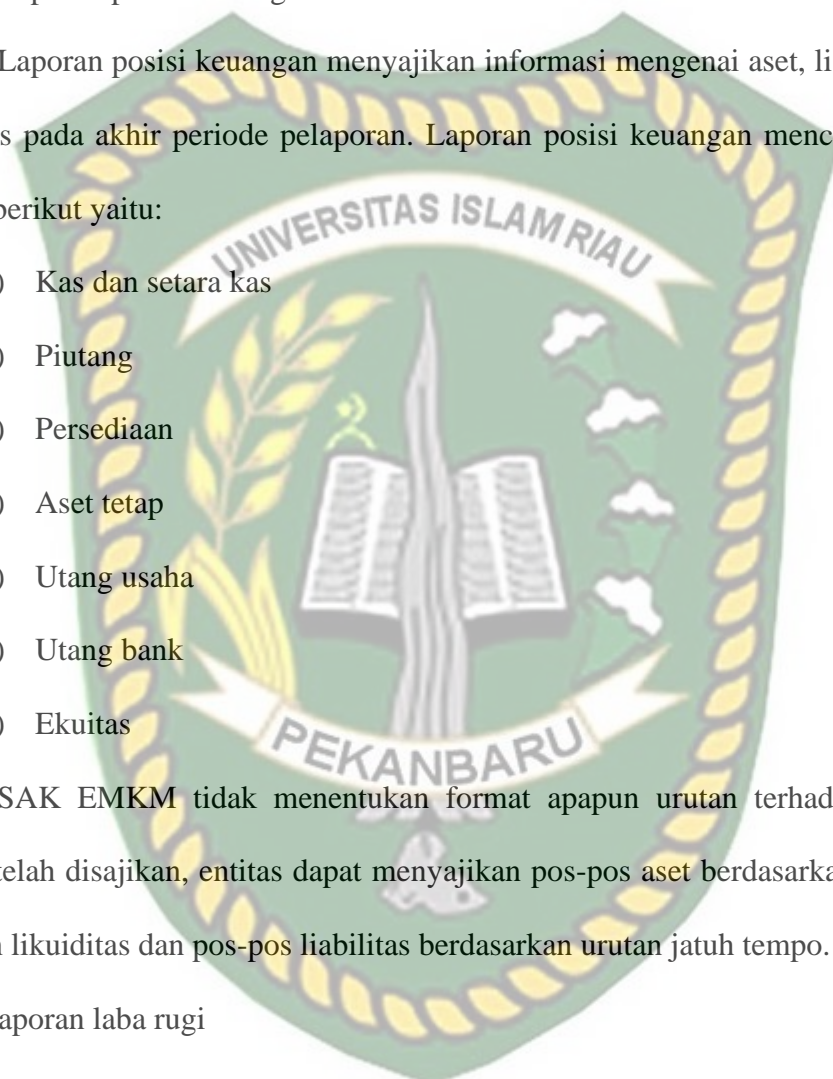 Laporan posisi keuangan menyajikan informasi mengenai aset, li
s pada akhir periode pelaporan. Laporan posisi keuangan menc
berikut yaitu:
UNIVERSITAS ISLAM RIAU
) Kas dan setara kas
) Piutang
) Persediaan
) Aset tetap
) Utang usaha
) Utang bank
) Ekuitas
PEKANBARU
SAK EMKM tidak menentukan format apapun urutan terhad
telah disajikan, entitas dapat menyajikan pos-pos aset berdasarka
n likuiditas dan pos-pos liabilitas berdasarkan urutan jatuh tempo.
aporan laba rugi